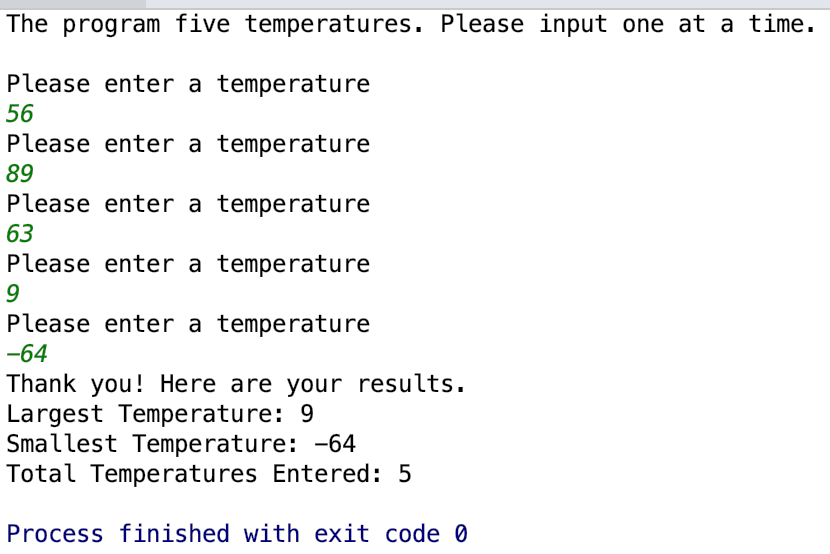 The program five temperatures. Please input one at a time.
Please enter a temperature
56
Please enter a temperature
89
Please enter a temperature
63
Please enter a temperature
9
Please enter a temperature
-64
Thank you! Here are your results.
Largest Temperature: 9
Smallest Temperature: -64
Total Temperatures Entered: 5
Process finished with exit code 0